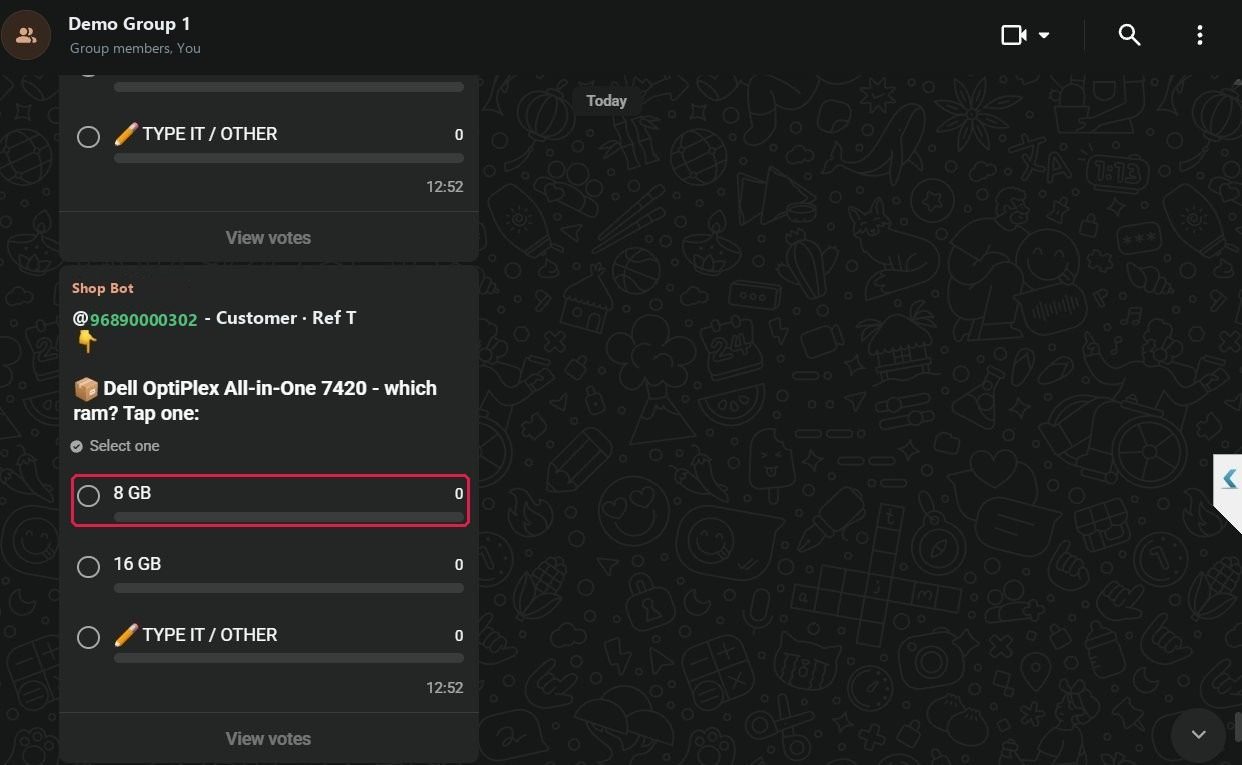 Demo Group 1
Group members, You
Today
✏️ TYPE IT / OTHER 0
12:52
View votes
Shop Bot
@96890000302 - Customer · Ref T
👇
📦 Dell OptiPlex All-in-One 7420 - which
ram? Tap one:
Select one
8 GB 0
16 GB 0
✏️ TYPE IT / OTHER 0
12:52
View votes